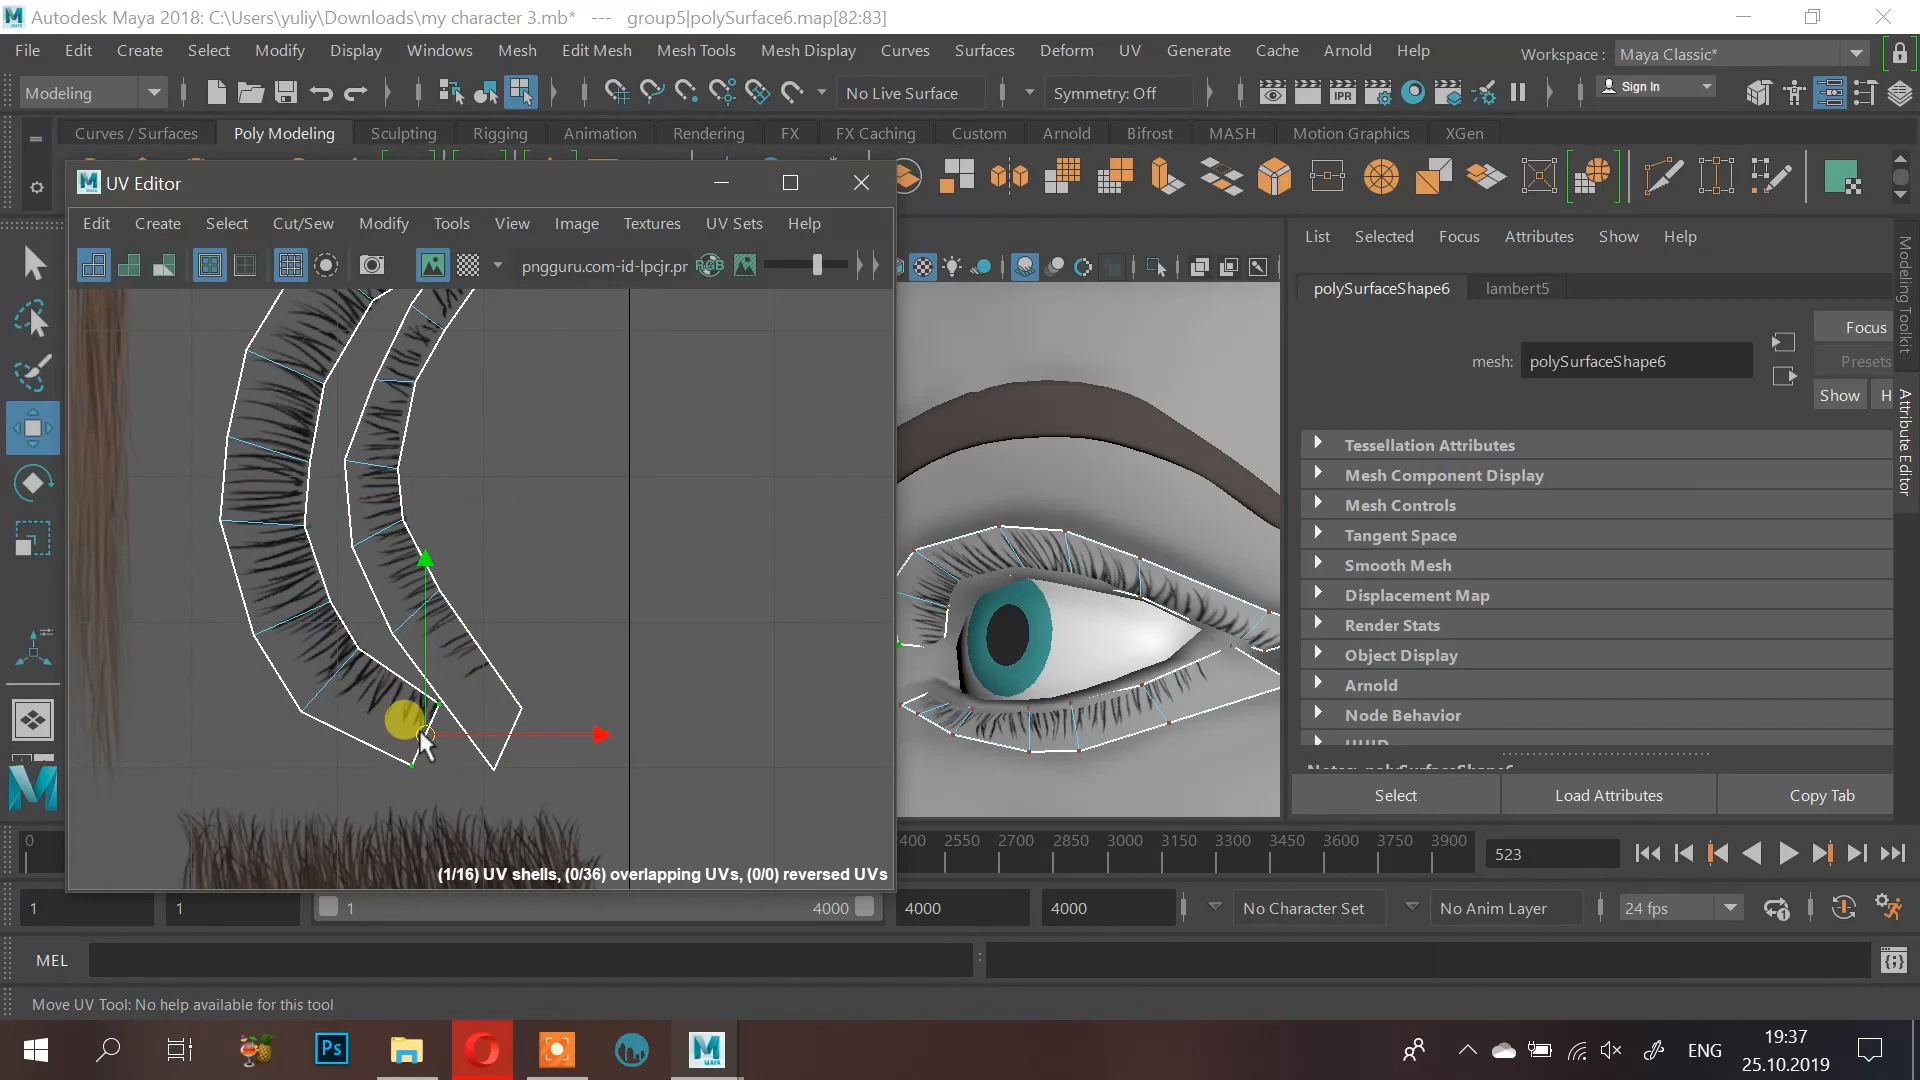 Autodesk Maya 2018: C:\Users\yuliy\Downloads\my character 3.mb* --- group5|polySurface6.map[82:83]
File Edit Create Select Modify Display Windows Mesh Edit Mesh Mesh Tools Mesh Display Curves Surfaces Deform UV Generate Cache Arnold Help
Workspace : Maya Classic*
Modeling
IPR
No Live Surface
Symmetry: Off
Sign In
Curves / Surfaces Poly Modeling Sculpting Rigging Animation Rendering FX FX Caching Custom Arnold Bifrost MASH Motion Graphics XGen
UV Editor
Edit Create Select Cut/Sew Modify Tools View Image Textures UV Sets Help
pngguru.com-id-lpcjr.pr
RGB
(1/16) UV shells, (0/36) overlapping UVs, (0/0) reversed UVs
List Selected Focus Attributes Show Help
polySurfaceShape6 lambert5
Focus
Presets
Show H
mesh: polySurfaceShape6
Tessellation Attributes
Mesh Component Display
Mesh Controls
Tangent Space
Smooth Mesh
Displacement Map
Render Stats
Object Display
Arnold
Node Behavior
UUID
Notes: polySurfaceShape6
Select Load Attributes Copy Tab
Modeling Toolkit
Attribute Editor
0
2400 2550 2700 2850 3000 3150 3300 3450 3600 3750 3900
523
1 1 1 4000 4000 4000
No Character Set
No Anim Layer
24 fps
MEL
Move UV Tool: No help available for this tool
Ps
MAYA
ENG
19:37
25.10.2019